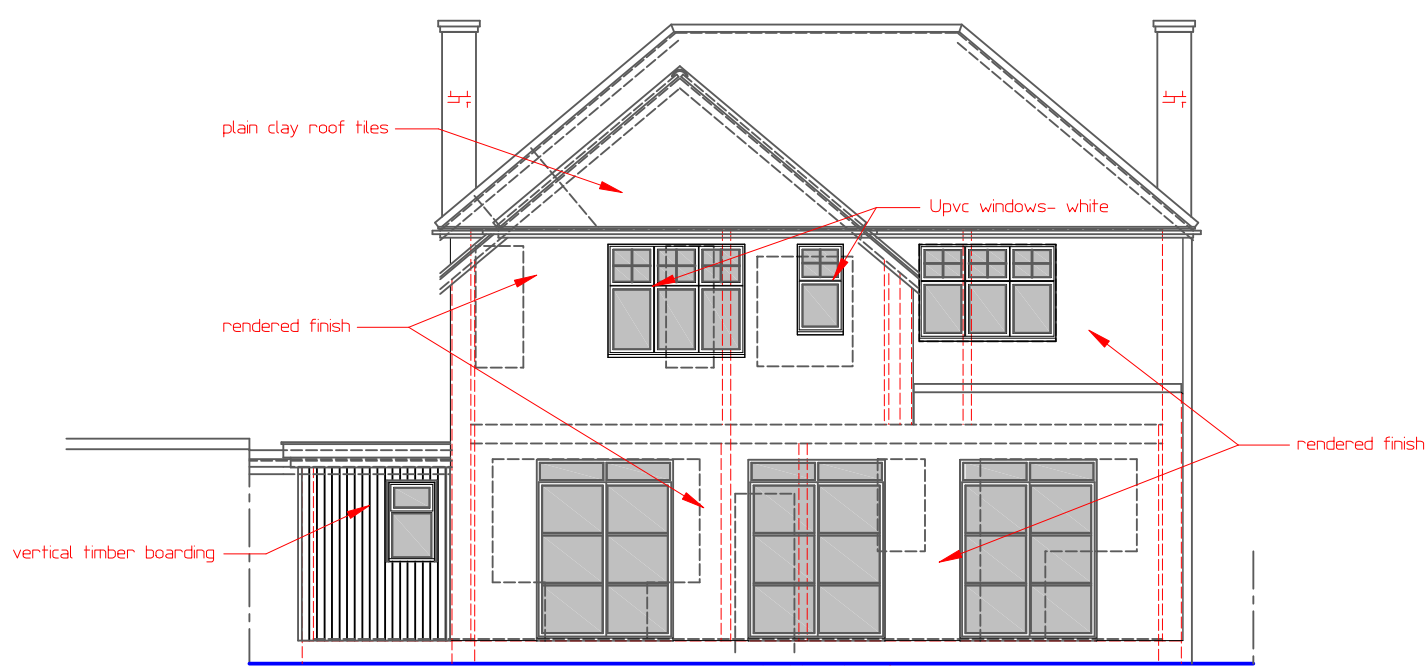 plain clay roof tiles
Upvc windows- white
rendered finish
rendered finish
vertical timber boarding